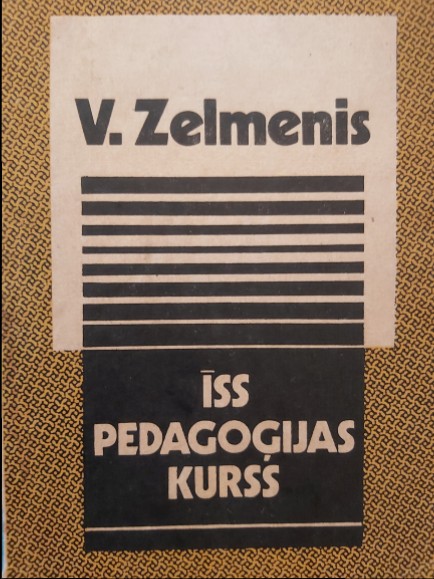 V. Zelmenis
ĪSS
PEDAGOĢIJAS
KURSS